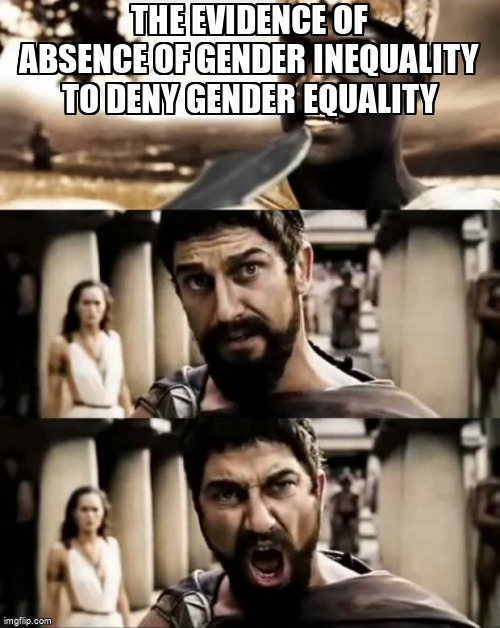 THE EVIDENCE OF
ABSENCE OF GENDER INEQUALITY
TO DENY GENDER EQUALITY
imgflip.com